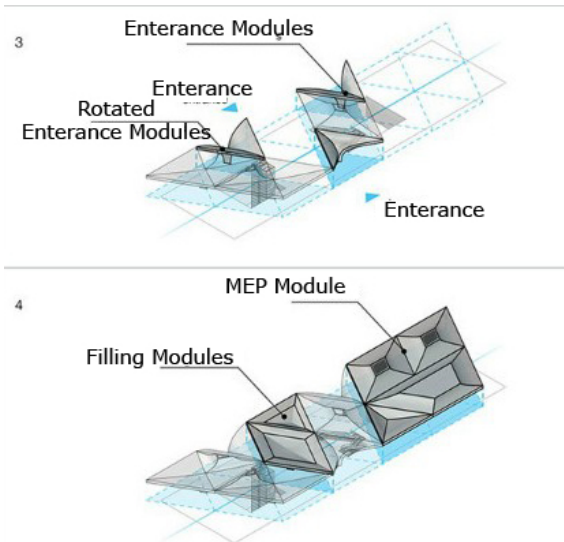 3
Enterance Modules
Enterance
Rotated
Enterance Modules
Enterance
4
MEP Module
Filling Modules